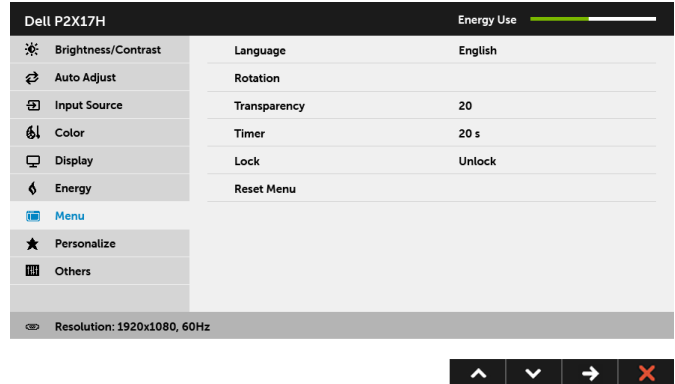 Dell P2X17H Energy Use
Brightness/Contrast Language English
Auto Adjust Rotation
Input Source Transparency 20
Color Timer 20 s
Display Lock Unlock
Energy Reset Menu
Menu
Personalize
Others
Resolution: 1920x1080, 60Hz